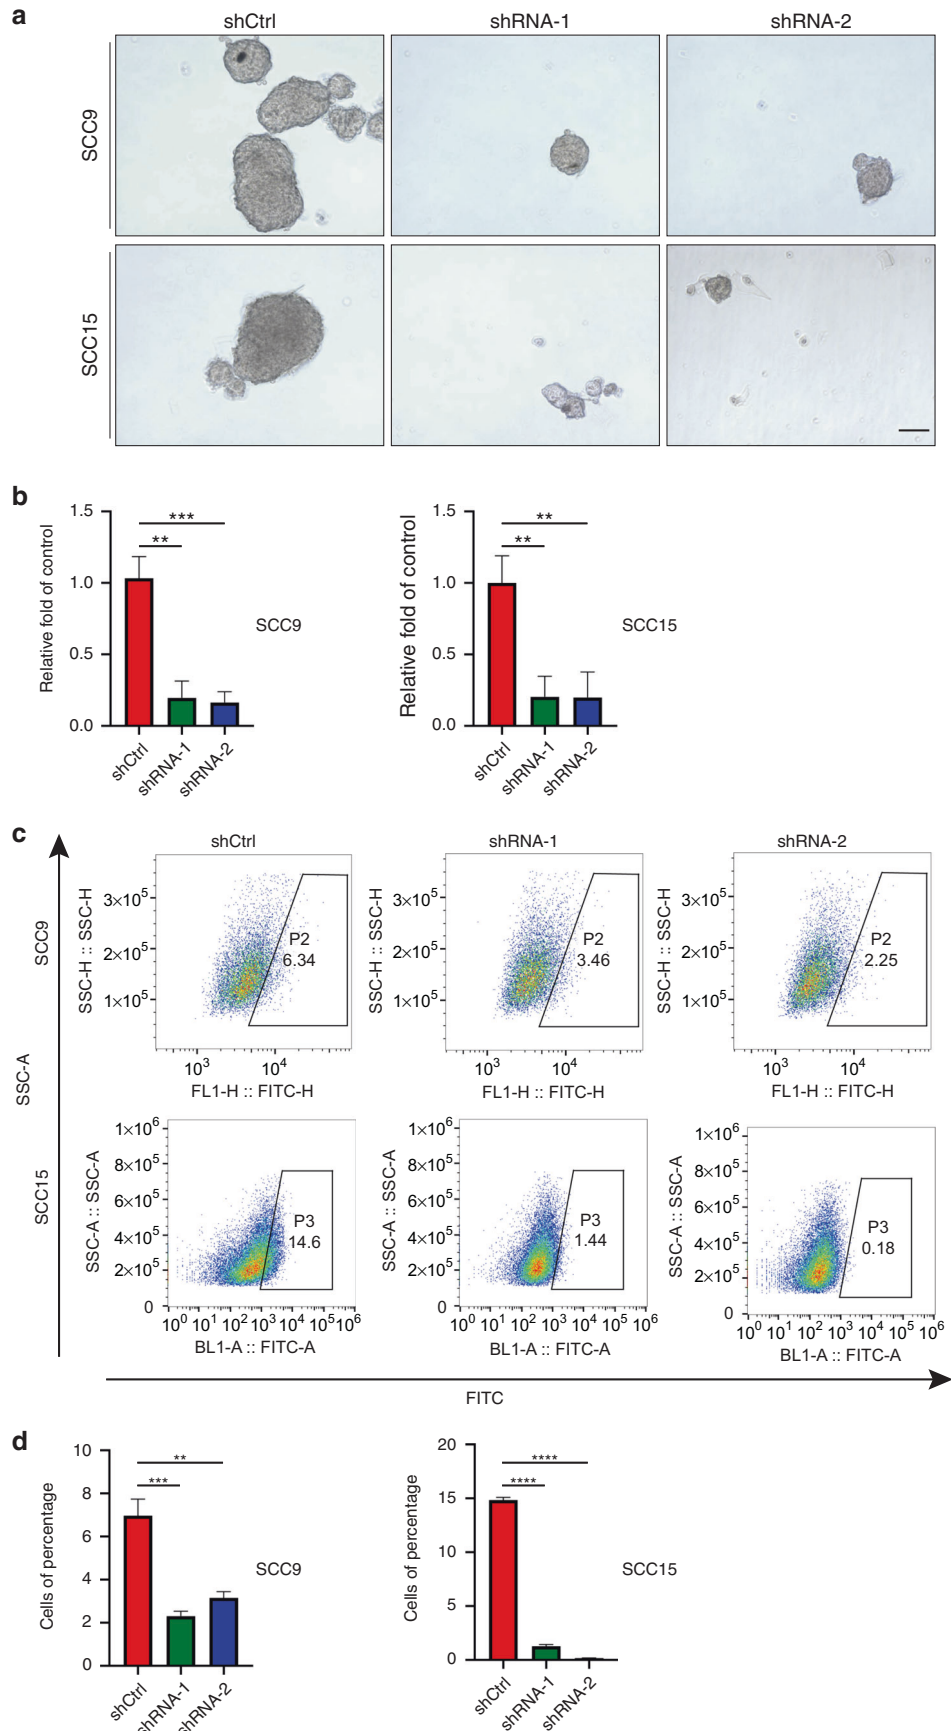 a
shCtrl shRNA-1 shRNA-2
SCC9
SCC15
b
Relative fold of control
1.5
1.0
0.5
0.0
***
**
SCC9
shCtrl
shRNA-1
shRNA-2
Relative fold of control
1.5
1.0
0.5
0.0
**
**
SCC15
shCtrl
shRNA-1
shRNA-2
c
shCtrl shRNA-1 shRNA-2
SSC-A
SCC9
SSC-H :: SSC-H
3×10⁵
2×10⁵
1×10⁵
P2
6.34
10³ 10⁴
FL1-H :: FITC-H
SSC-H :: SSC-H
3×10⁵
2×10⁵
1×10⁵
P2
3.46
10³ 10⁴
FL1-H :: FITC-H
SSC-H :: SSC-H
3×10⁵
2×10⁵
1×10⁵
P2
2.25
10³ 10⁴
FL1-H :: FITC-H
SCC15
SSC-A :: SSC-A
1×10⁶
8×10⁵
6×10⁵
4×10⁵
2×10⁵
0
P3
14.6
10⁰ 10¹ 10² 10³ 10⁴ 10⁵ 10⁶
BL1-A :: FITC-A
SSC-A :: SSC-A
1×10⁶
8×10⁵
6×10⁵
4×10⁵
2×10⁵
0
P3
1.44
10⁰ 10¹ 10² 10³ 10⁴ 10⁵ 10⁶
BL1-A :: FITC-A
SSC-A :: SSC-A
1×10⁶
8×10⁵
6×10⁵
4×10⁵
2×10⁵
0
P3
0.18
10⁰ 10¹ 10² 10³ 10⁴ 10⁵ 10⁶
BL1-A :: FITC-A
FITC
d
Cells of percentage
10
8
6
4
2
0
**
***
SCC9
shCtrl
shRNA-1
shRNA-2
Cells of percentage
20
15
10
5
0
****
****
SCC15
shCtrl
shRNA-1
shRNA-2